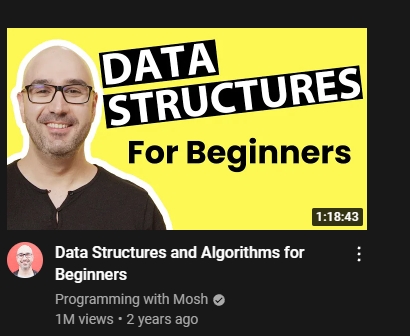 DATA
STRUCTURES
For Beginners
1:18:43
Data Structures and Algorithms for
Beginners
Programming with Mosh
1M views • 2 years ago